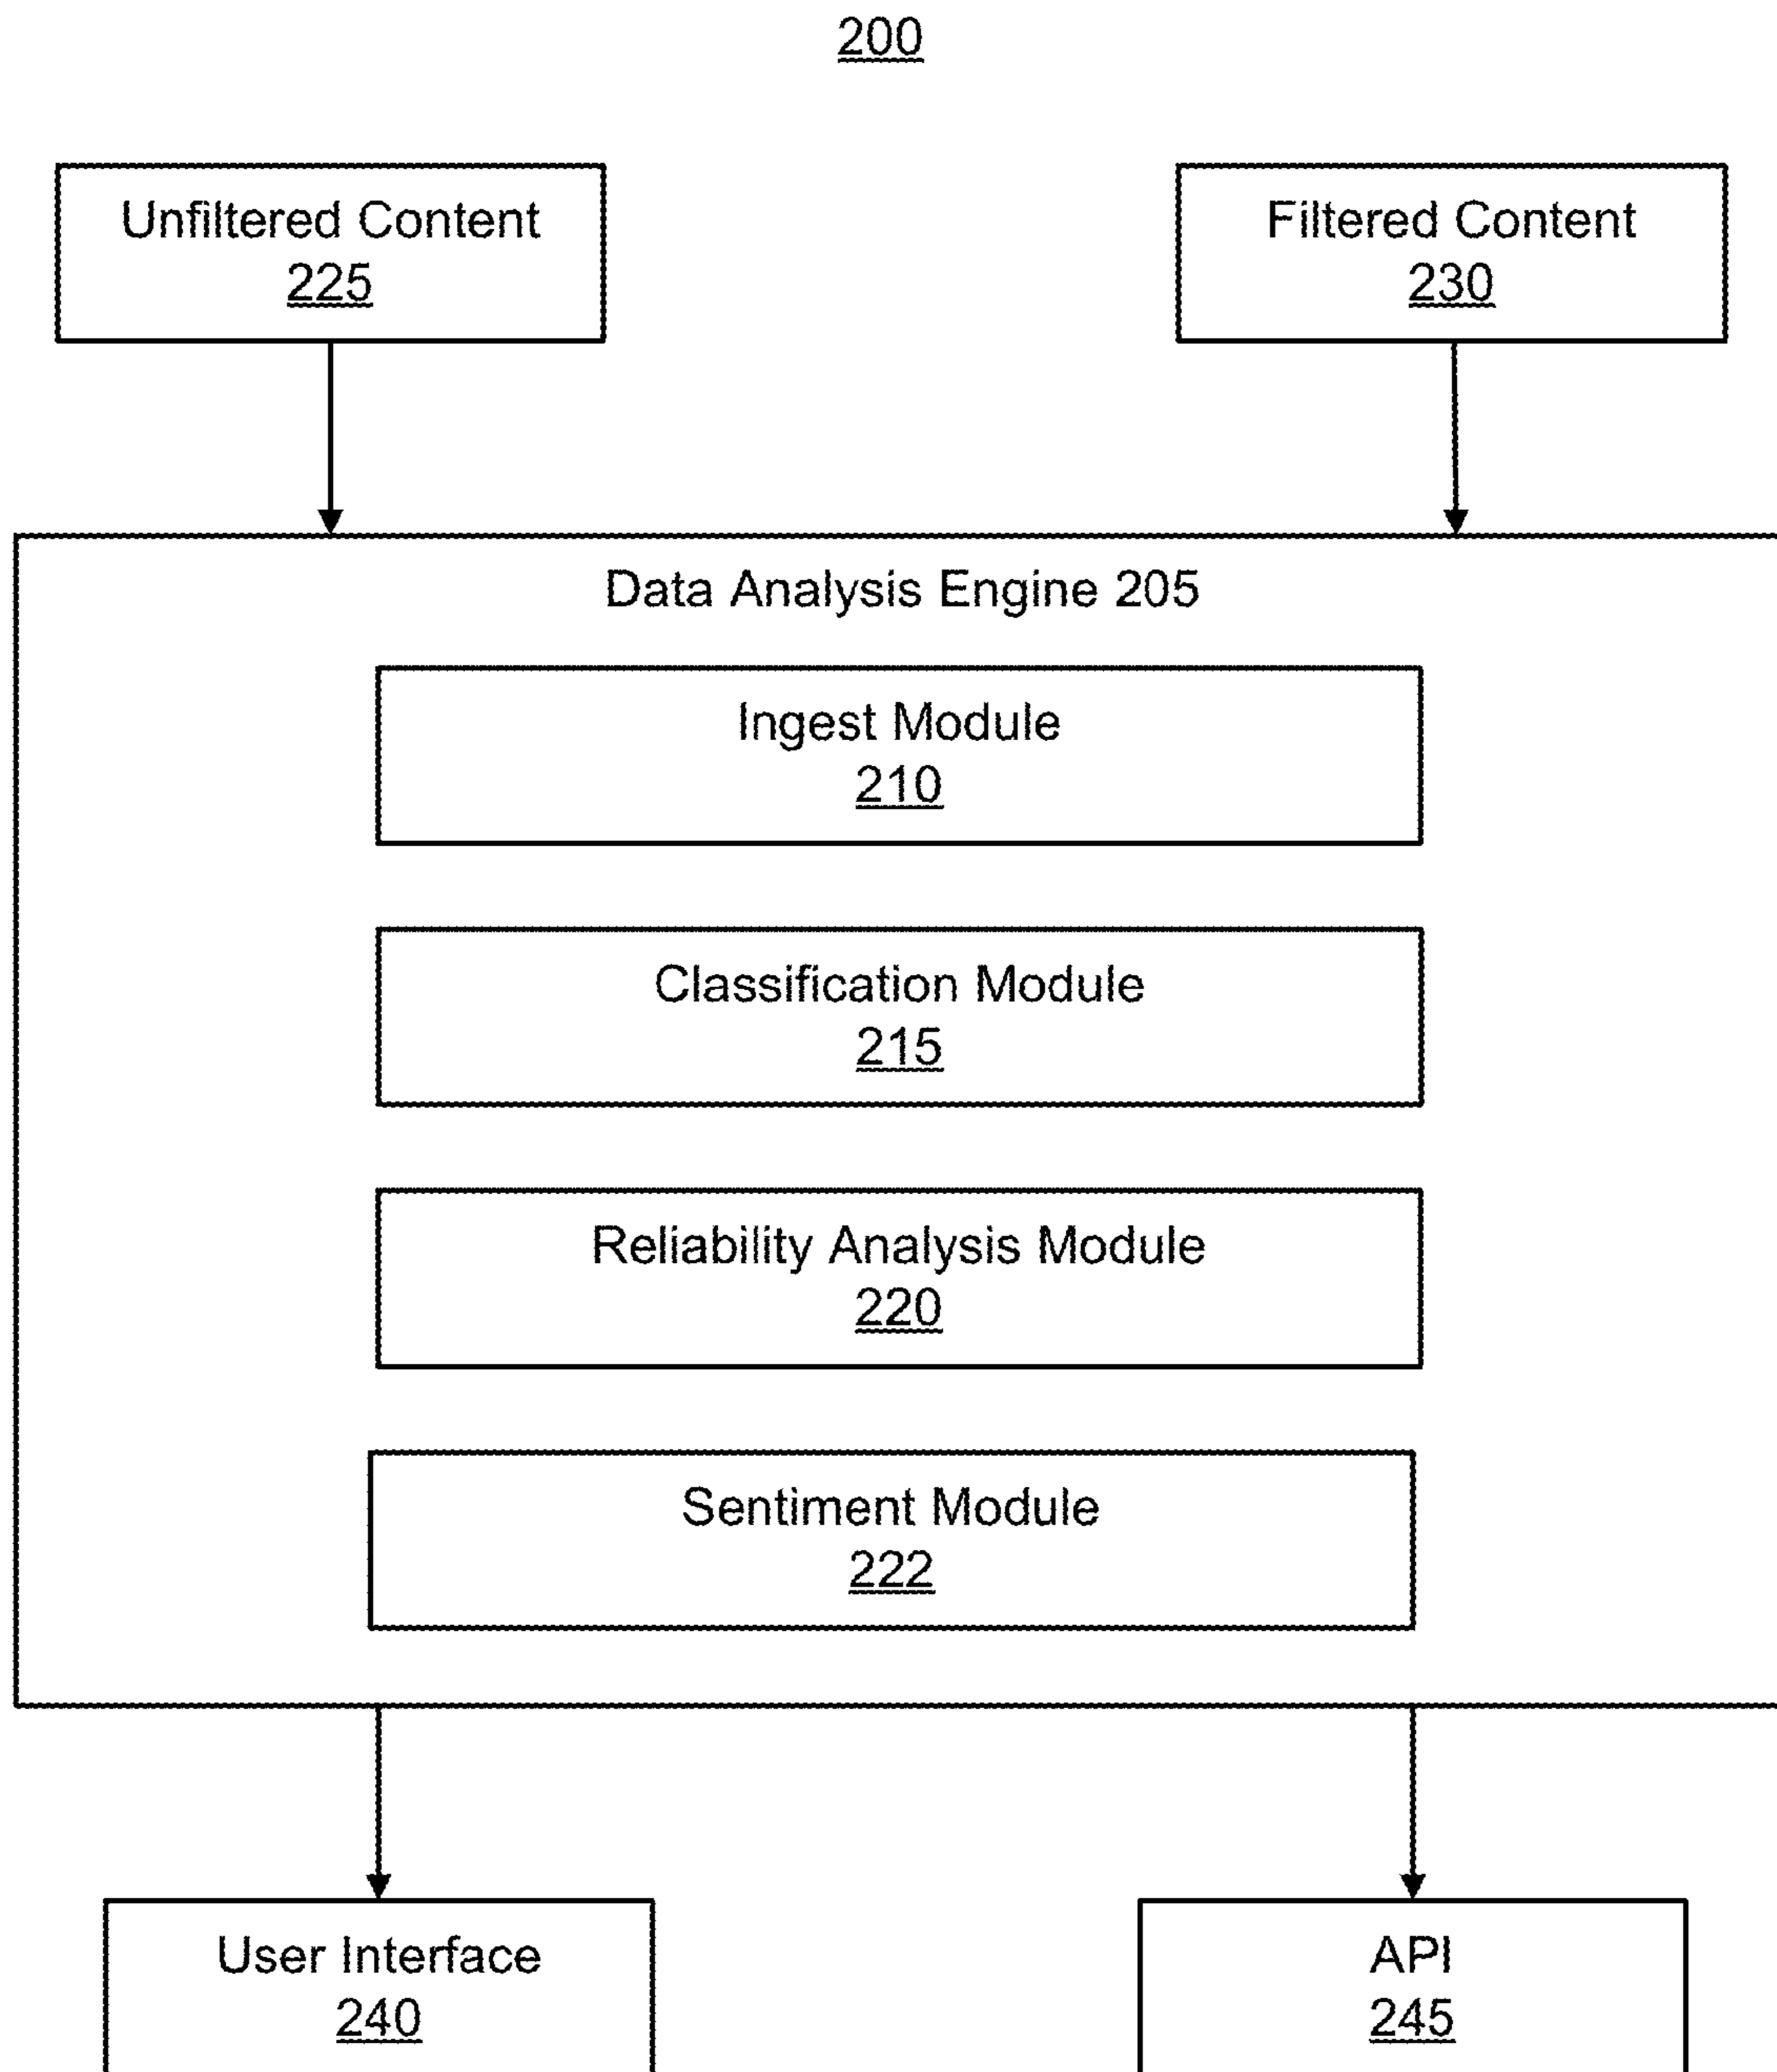 200
Unfiltered Content
225
Filtered Content
230
Data Analysis Engine 205
Ingest Module
210
Classification Module
215
Reliability Analysis Module
220
Sentiment Module
222
User Interface
240
API
245